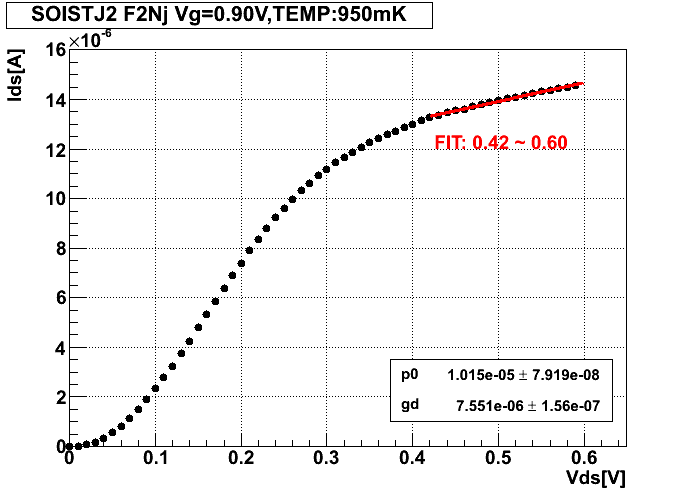 SOISTJ2 F2Nj Vg=0.90V,TEMP:950mK
×10-6
Ids[A]
16
14
12
10
8
6
4
2
0
FIT: 0.42 ~ 0.60
p0 1.015e-05 ± 7.919e-08
gd 7.551e-06 ± 1.56e-07
0 0.1 0.2 0.3 0.4 0.5 0.6
Vds[V]